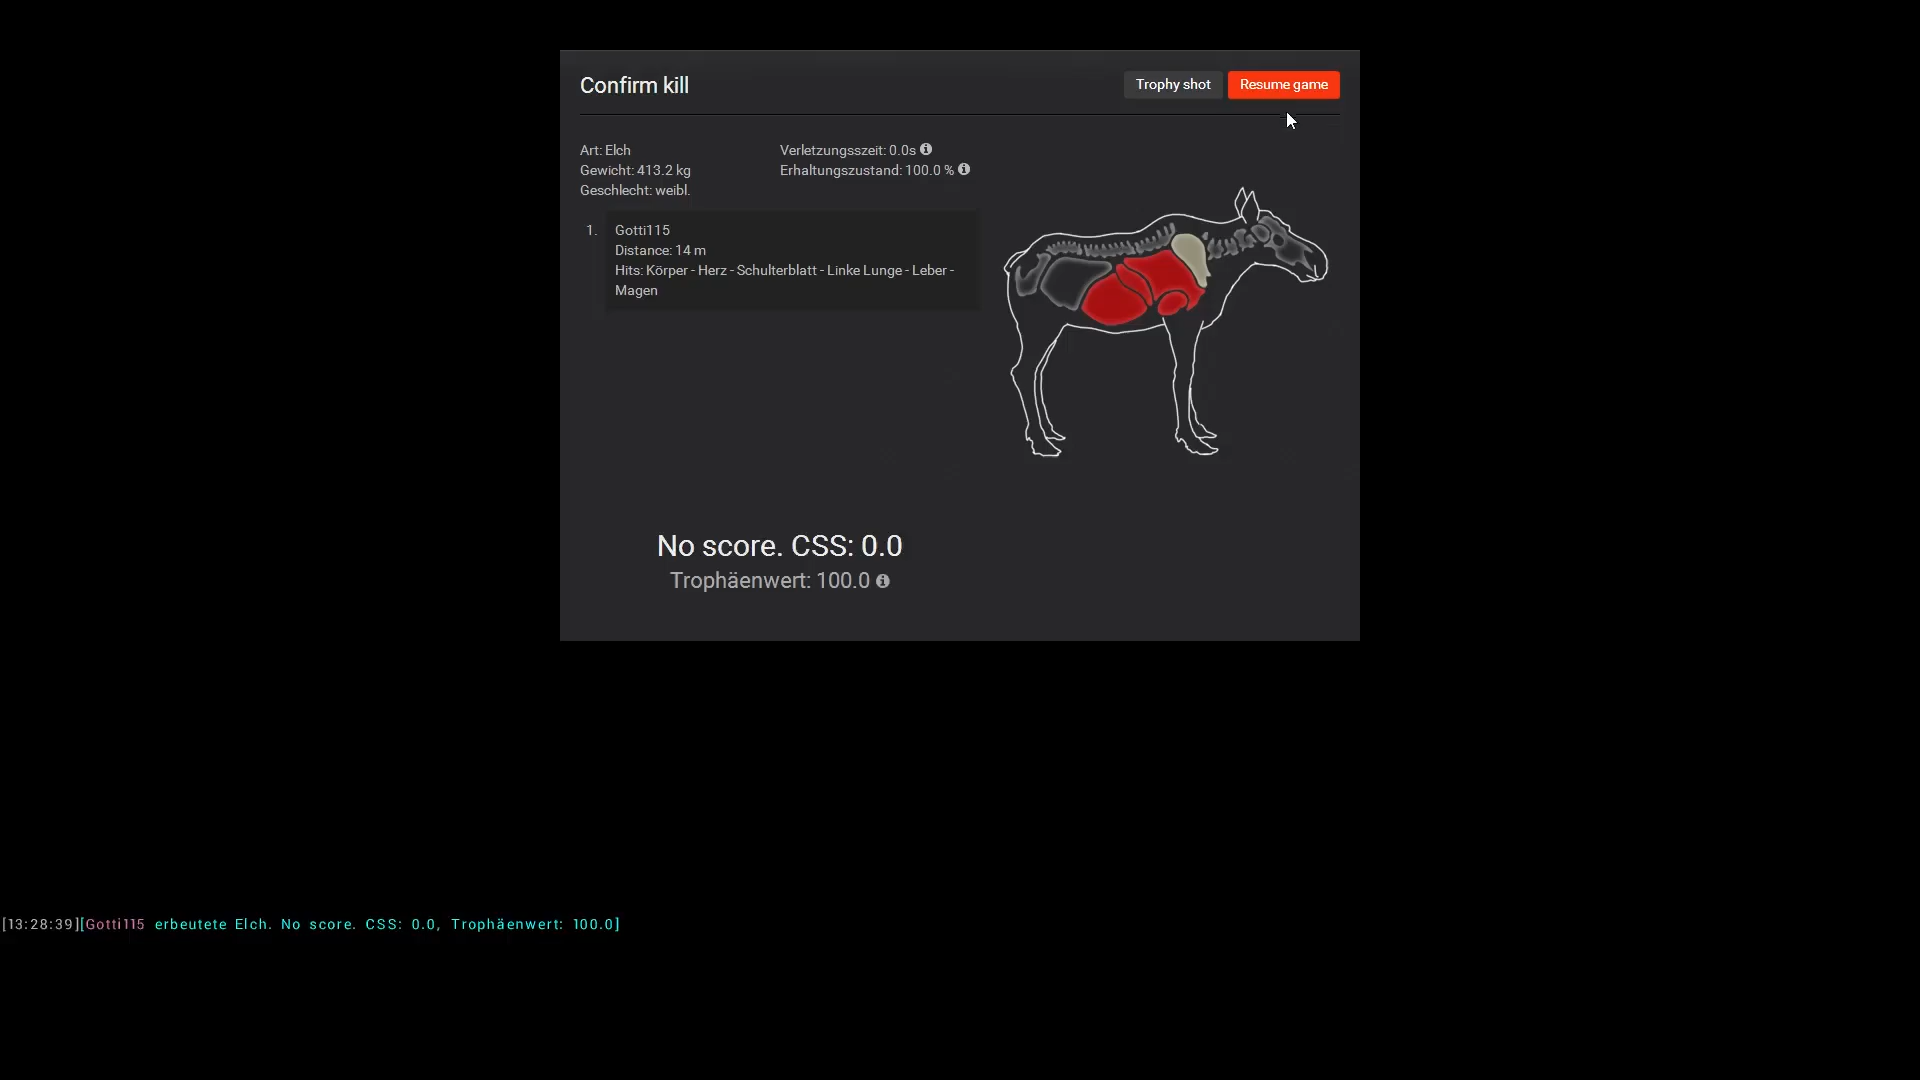 Confirm kill
Trophy shot
Resume game
Art: Elch
Gewicht: 413.2 kg
Geschlecht: weibl.
Verletzungsszeit: 0.0s
Erhaltungszustand: 100.0 %
1.
Gotti115
Distance: 14 m
Hits: Körper - Herz - Schulterblatt - Linke Lunge - Leber -
Magen
No score. CSS: 0.0
Trophäenwert: 100.0
[13:28:39][Gotti115 erbeutete Elch. No score. CSS: 0.0, Trophäenwert: 100.0]